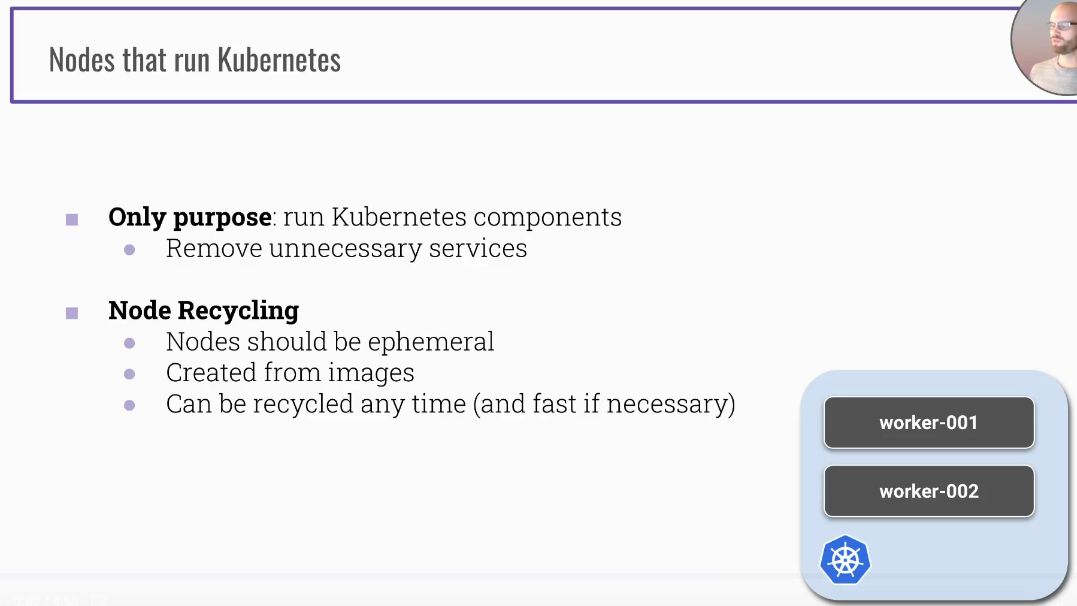 Nodes that run Kubernetes
Only purpose: run Kubernetes components
Remove unnecessary services
Node Recycling
Nodes should be ephemeral
Created from images
Can be recycled any time (and fast if necessary)
worker-001
worker-002